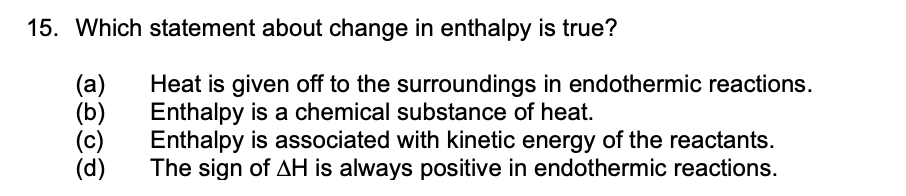 15. Which statement about change in enthalpy is true?
(a) Heat is given off to the surroundings in endothermic reactions.
(b) Enthalpy is a chemical substance of heat.
(c) Enthalpy is associated with kinetic energy of the reactants.
(d) The sign of ΔH is always positive in endothermic reactions.